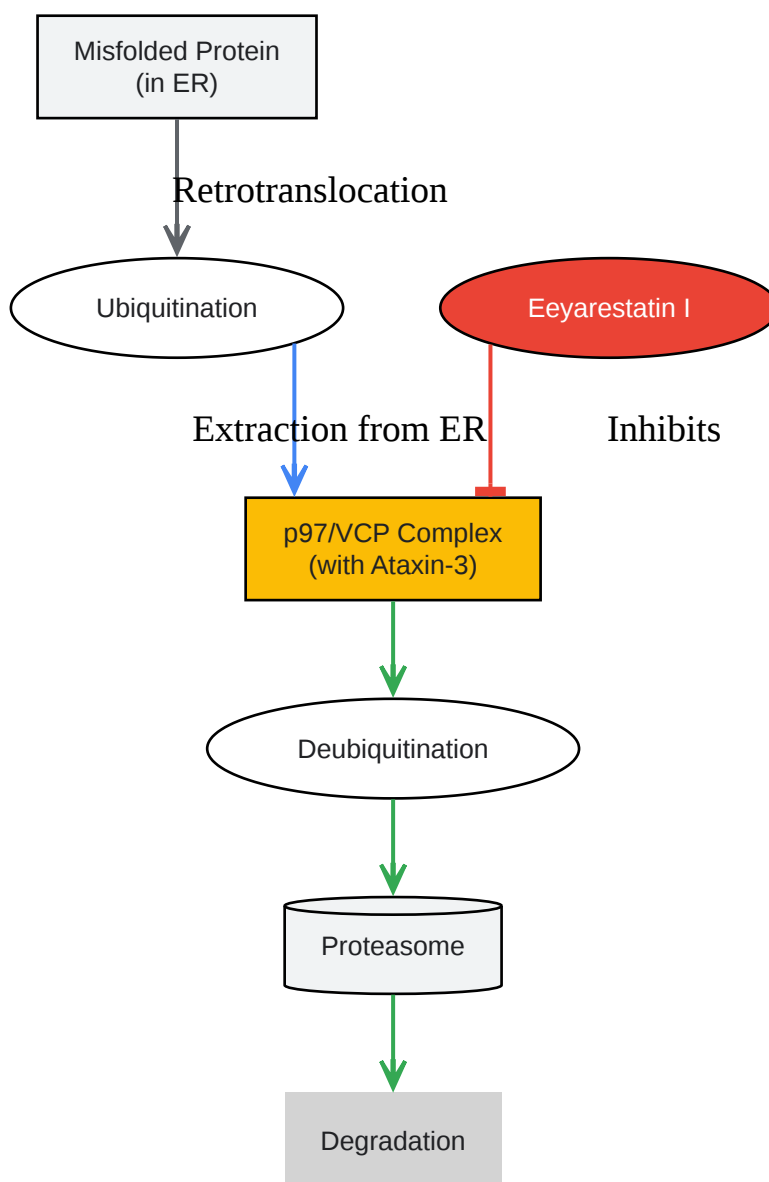 Misfolded Protein
(in ER)
Retrotranslocation
Ubiquitination
Eeyarestatin I
Extraction from ER
Inhibits
p97/VCP Complex
(with Ataxin-3)
Deubiquitination
Proteasome
Degradation